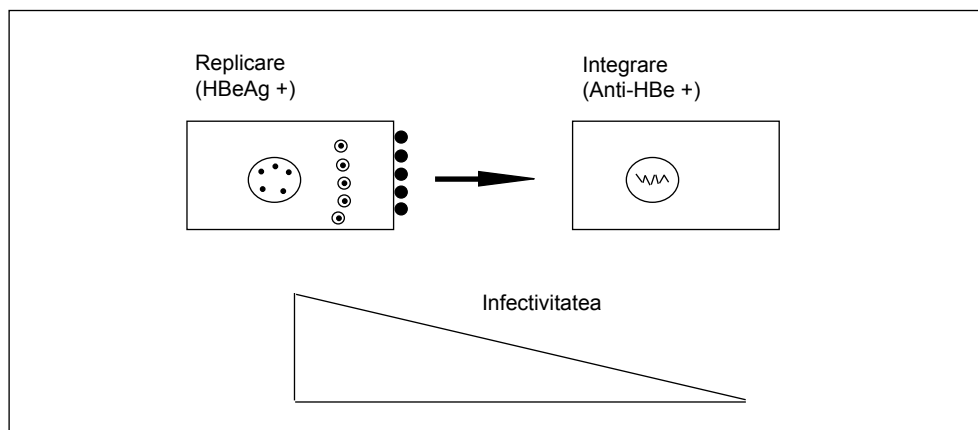 Replicare
(HBeAg +)
Integrare
(Anti-HBe +)
Infectivitatea